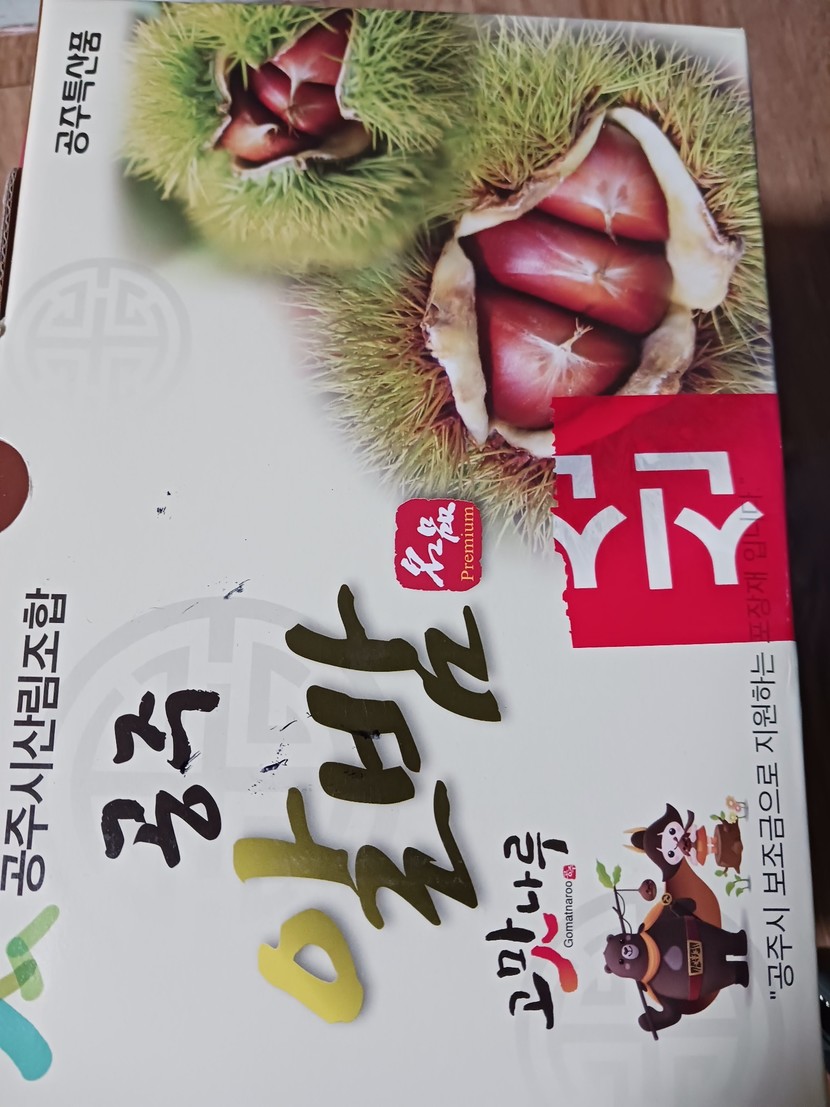 공주시산림조합
공주특산품
공주
알밤
名品
Premium
고맛나루
Gomatnaroo
"공주시 보조금으로 지원하는 포장재 입니다"